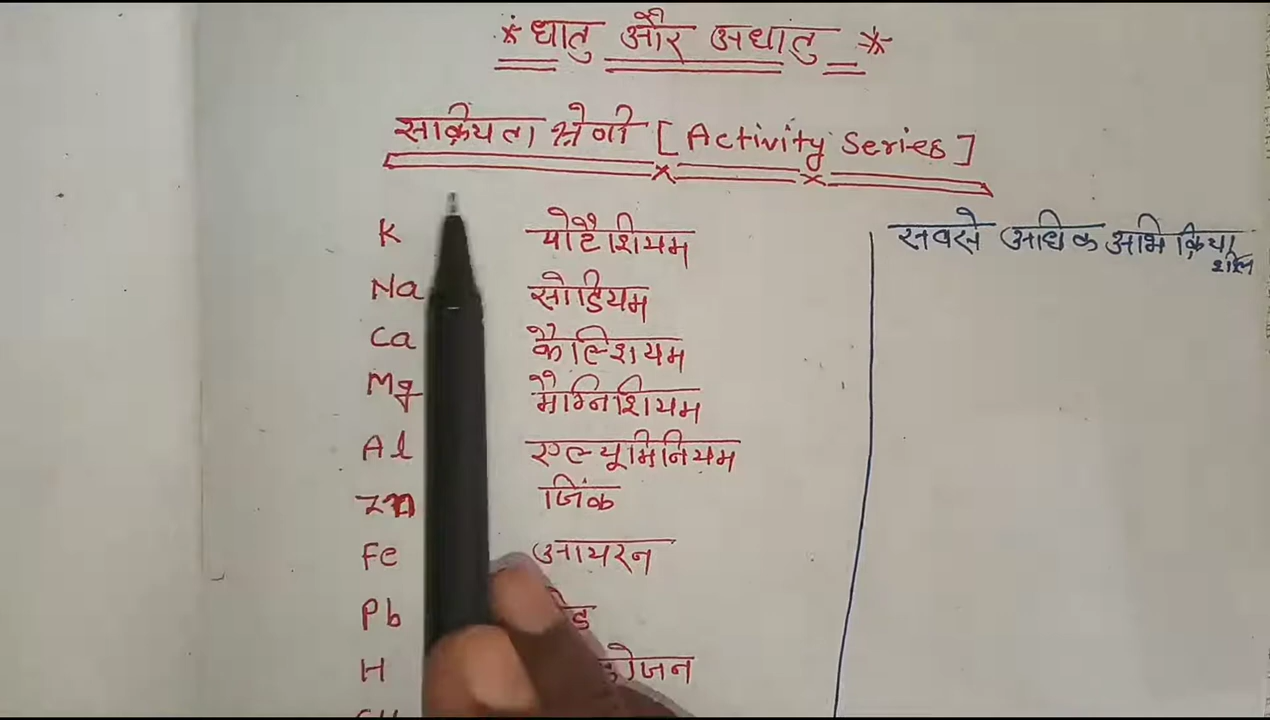 * धातु और अधातु *
सक्रियता श्रेणी [Activity Series]
K पोटैशियम सबसे अधिक अभिक्रियाशील
Na सोडियम
Ca कैल्शियम
Mg मैग्निशियम
Al एल्यूमिनियम
Zn जिंक
Fe आयरन
Pb
H